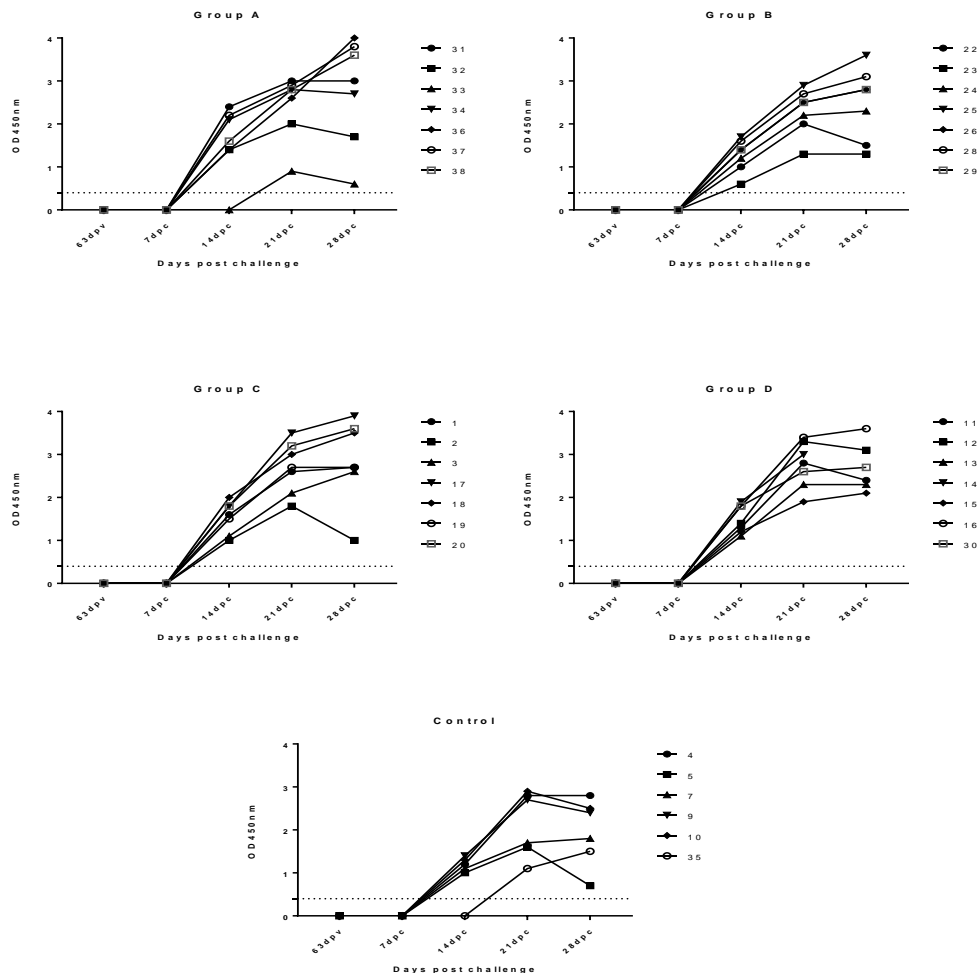 Group A
4
3
2
1
0
OD450nm
63dpv
7dpc
14dpc
21dpc
28dpc
Days post challenge
31
32
33
34
36
37
38
Group B
4
3
2
1
0
OD450nm
63dpv
7dpc
14dpc
21dpc
28dpc
Days post challenge
22
23
24
25
26
28
29
Group C
4
3
2
1
0
OD450nm
63dpv
7dpc
14dpc
21dpc
28dpc
Days post challenge
1
2
3
17
18
19
20
Group D
4
3
2
1
0
OD450nm
63dpv
7dpc
14dpc
21dpc
28dpc
Days post challenge
11
12
13
14
15
16
30
Control
4
3
2
1
0
OD450nm
63dpv
7dpc
14dpc
21dpc
28dpc
Days post challenge
4
5
7
9
10
35